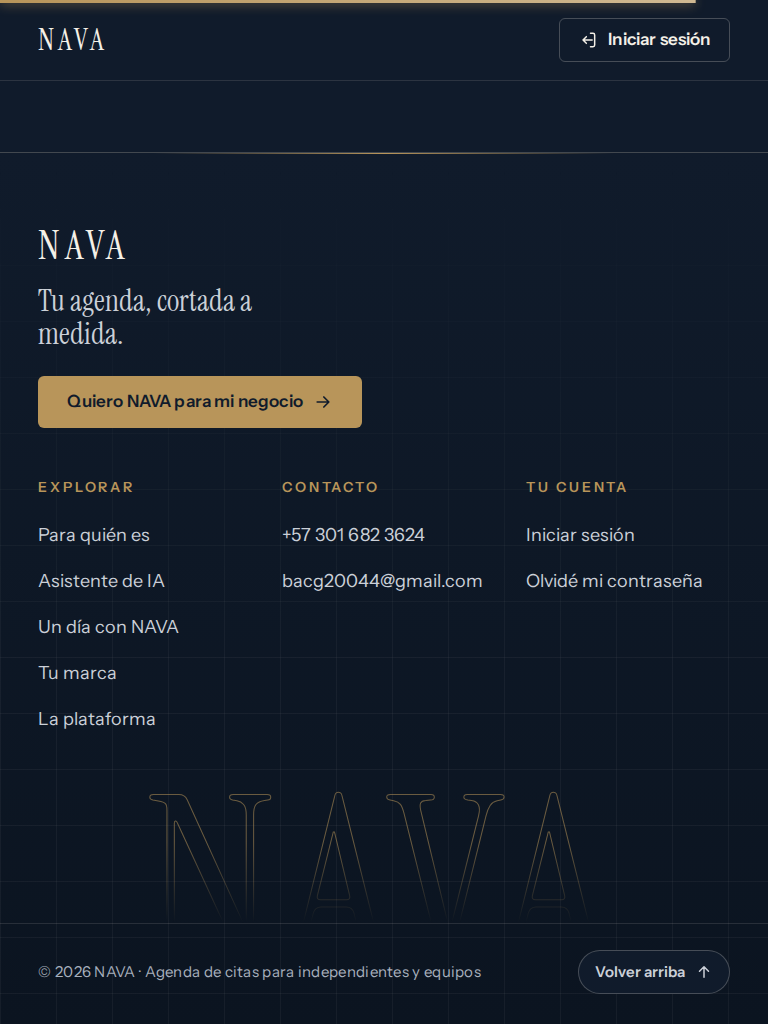 NAVA
Iniciar sesión
NAVA
Tu agenda, cortada a
medida.
Quiero NAVA para mi negocio
EXPLORAR
Para quién es
Asistente de IA
Un día con NAVA
Tu marca
La plataforma
CONTACTO
+57 301 682 3624
bacg20044@gmail.com
TU CUENTA
Iniciar sesión
Olvidé mi contraseña
NAVA
© 2026 NAVA · Agenda de citas para independientes y equipos
Volver arriba